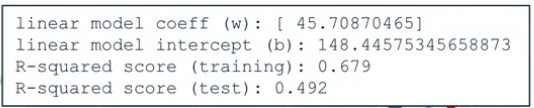 linear model coeff (w): [ 45.70870465]
linear model intercept (b): 148.44575345658873
R-squared score (training): 0.679
R-squared score (test): 0.492